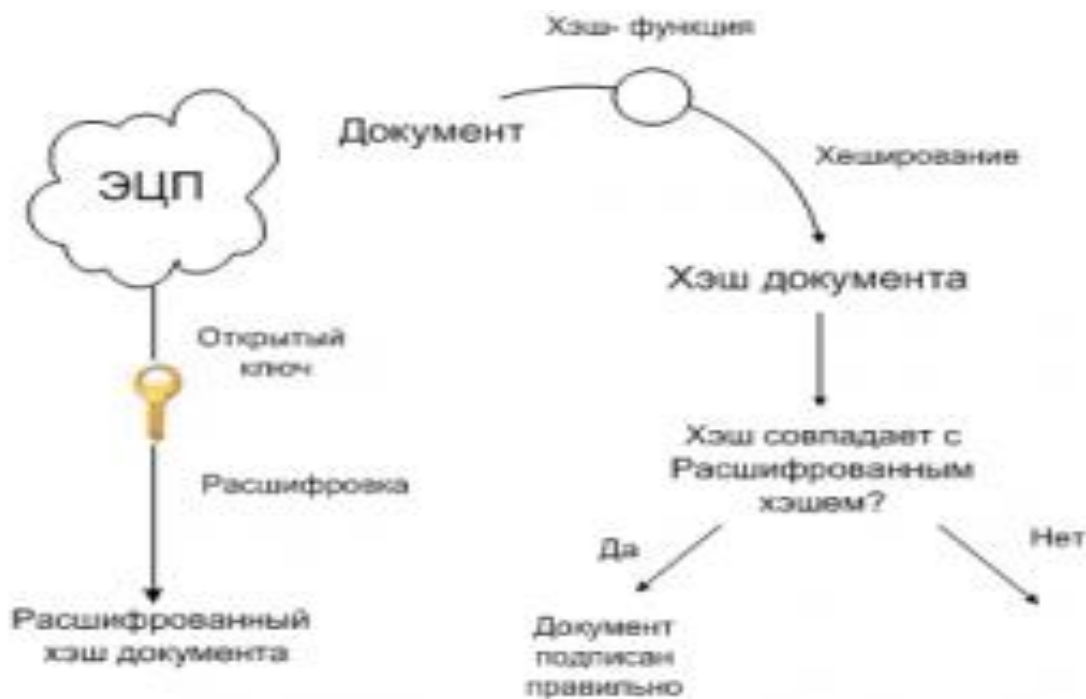 Хэш- функция
Документ
ЭЦП
Хеширование
Хэш документа
Открытый
ключ
Хэш совпадает с
Расшифрованным
хэшем?
Расшифровка
Да
Нет
Расшифрованный
хэш документа
Документ
подписан
правильно